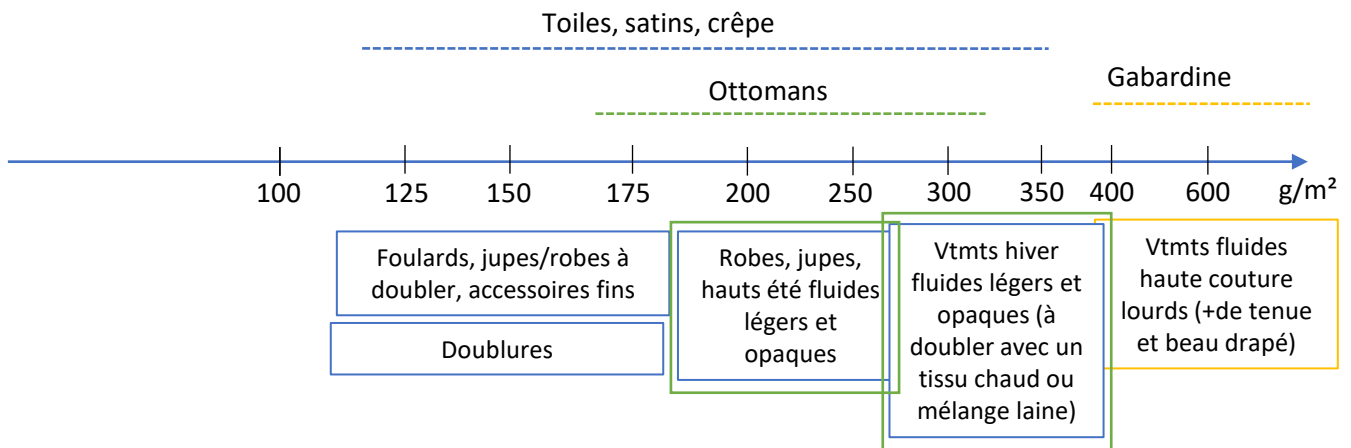 Toiles, satins, crêpe
Gabardine
Ottomans
100 125 150 175 200 250 300 350 400 600 g/m²
Foulards, jupes/robes à
doubler, accessoires fins
Doublures
Robes, jupes,
hauts été fluides
légers et
opaques
Vtmts hiver
fluides légers et
opaques (à
doubler avec un
tissu chaud ou
mélange laine)
Vtmts fluides
haute couture
lourds (+de tenue
et beau drapé)